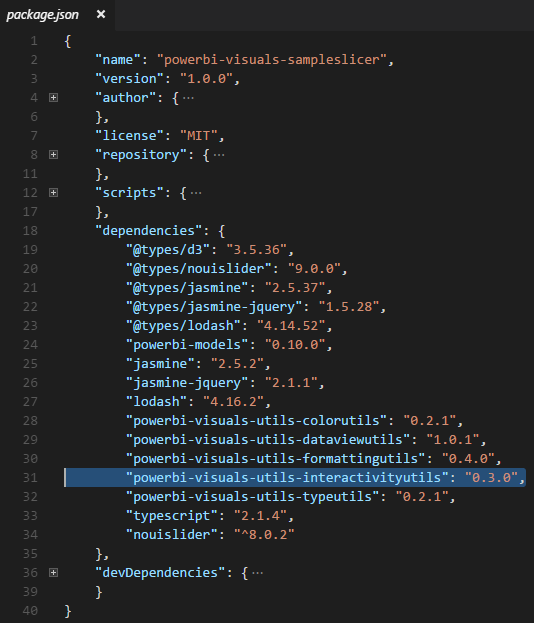 package.json ×
1 {
2 "name": "powerbi-visuals-sampleslicer",
3 "version": "1.0.0",
4 "author": { ···
6 },
7 "license": "MIT",
8 "repository": { ···
11 },
12 "scripts": { ···
17 },
18 "dependencies": {
19 "@types/d3": "3.5.36",
20 "@types/nouislider": "9.0.0",
21 "@types/jasmine": "2.5.37",
22 "@types/jasmine-jquery": "1.5.28",
23 "@types/lodash": "4.14.52",
24 "powerbi-models": "0.10.0",
25 "jasmine": "2.5.2",
26 "jasmine-jquery": "2.1.1",
27 "lodash": "4.16.2",
28 "powerbi-visuals-utils-colorutils": "0.2.1",
29 "powerbi-visuals-utils-dataviewutils": "1.0.1",
30 "powerbi-visuals-utils-formattingutils": "0.4.0",
31 "powerbi-visuals-utils-interactivityutils": "0.3.0",
32 "powerbi-visuals-utils-typeutils": "0.2.1",
33 "typescript": "2.1.4",
34 "nouislider": "^8.0.2"
35 },
36 "devDependencies": { ···
39 }
40 }